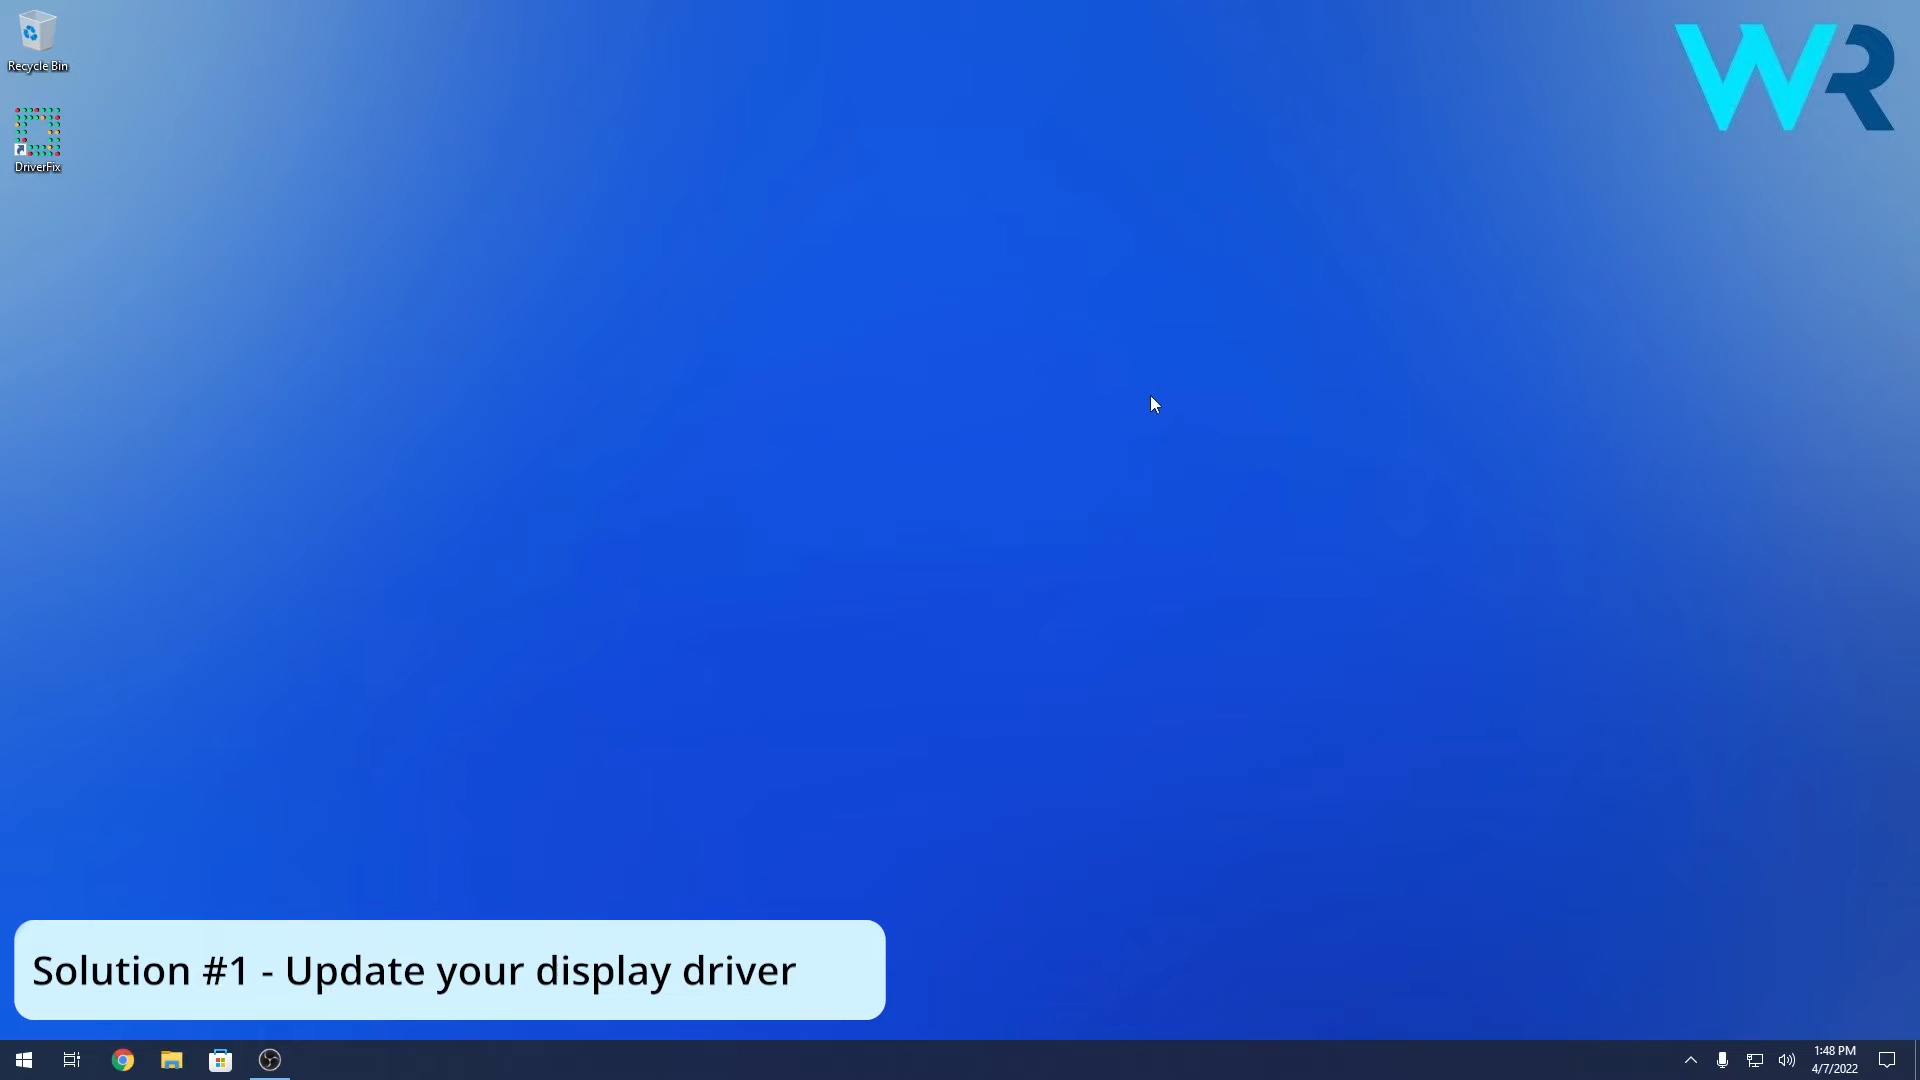 Recycle Bin
WR
DriverFix
Solution #1 - Update your display driver
1:48 PM
4/7/2022